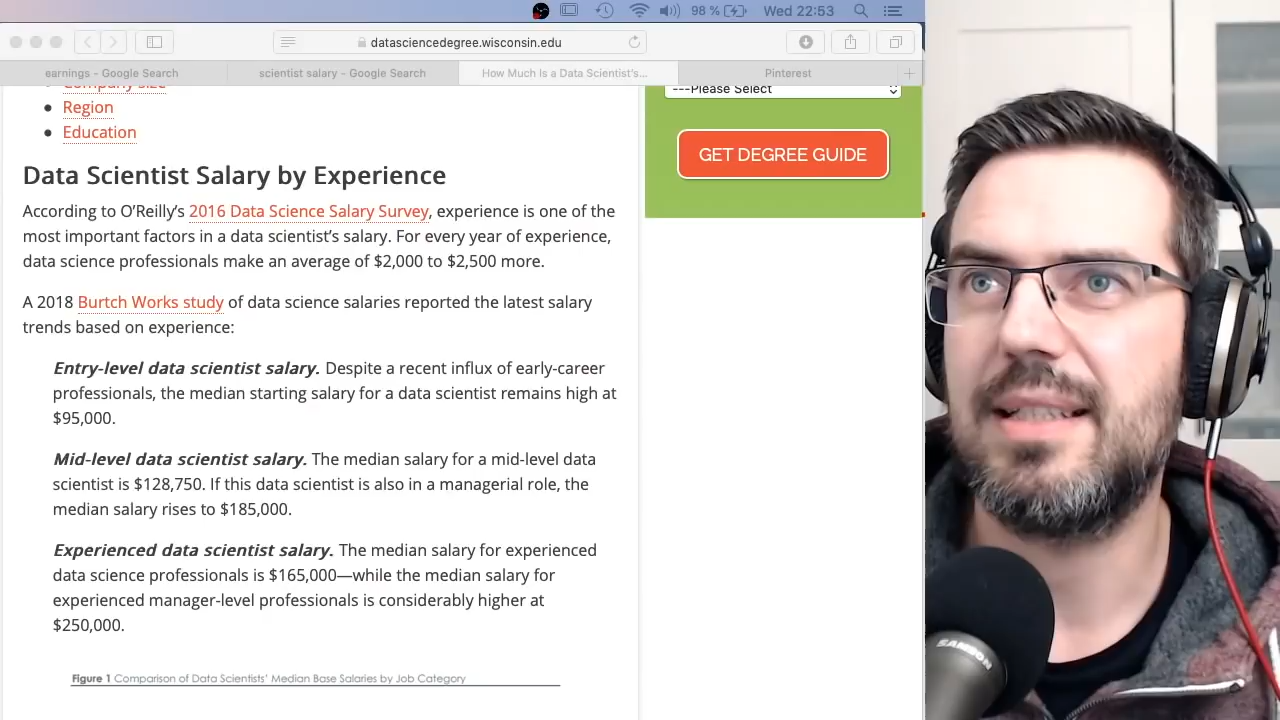 98 %
Wed 22:53
datasciencedegree.wisconsin.edu
earnings – Google Search
scientist salary – Google Search
How Much Is a Data Scientist's...
Pinterest
Company Size
Region
Education
---Please Select
GET DEGREE GUIDE
Data Scientist Salary by Experience
According to O'Reilly's 2016 Data Science Salary Survey, experience is one of the
most important factors in a data scientist's salary. For every year of experience,
data science professionals make an average of $2,000 to $2,500 more.
A 2018 Burtch Works study of data science salaries reported the latest salary
trends based on experience:
Entry-level data scientist salary. Despite a recent influx of early-career
professionals, the median starting salary for a data scientist remains high at
$95,000.
Mid-level data scientist salary. The median salary for a mid-level data
scientist is $128,750. If this data scientist is also in a managerial role, the
median salary rises to $185,000.
Experienced data scientist salary. The median salary for experienced
data science professionals is $165,000—while the median salary for
experienced manager-level professionals is considerably higher at
$250,000.
Figure 1 Comparison of Data Scientists' Median Base Salaries by Job Category
SAMSON